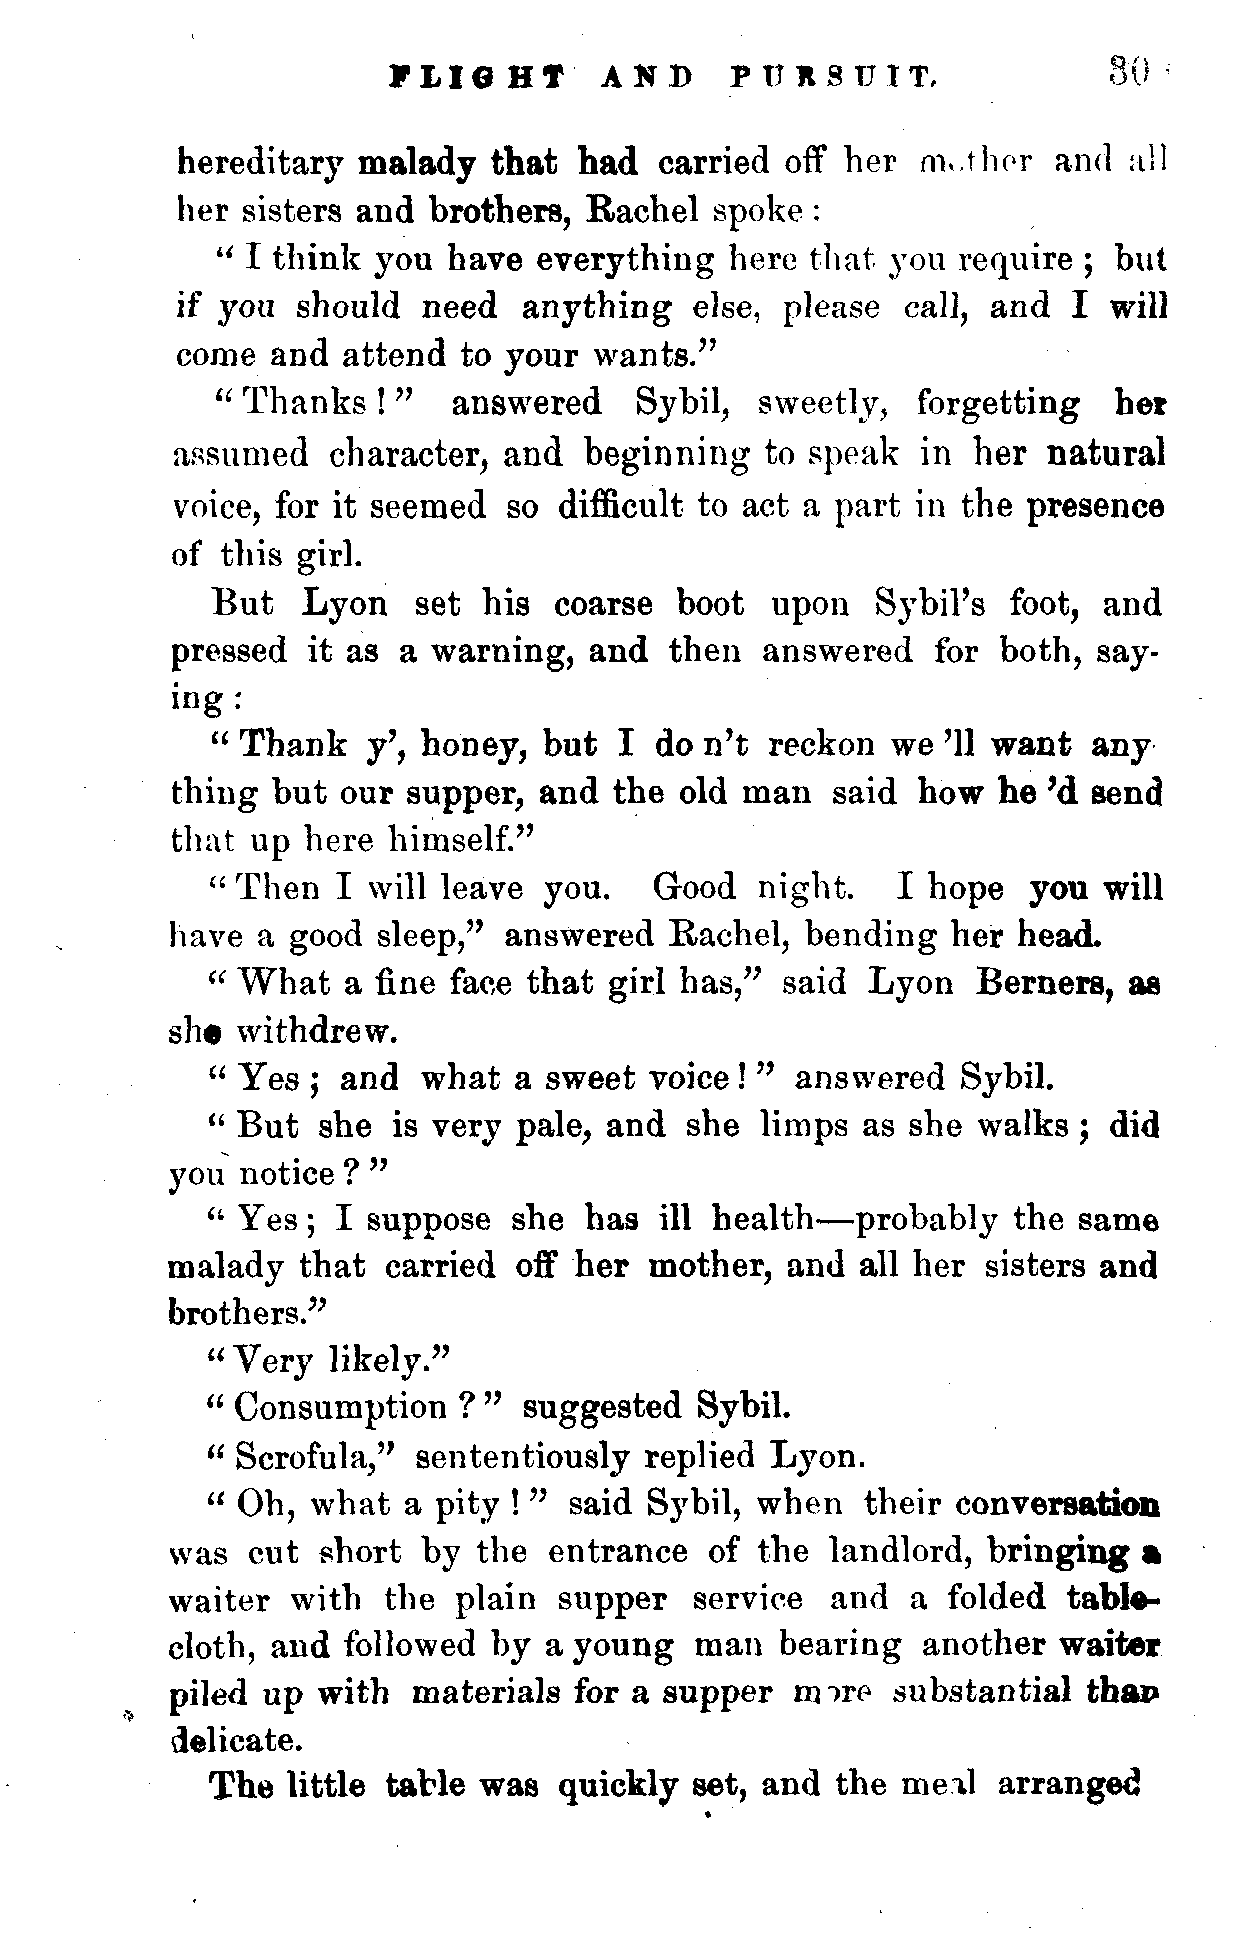 FLIGHT AND PURSUIT. 30
hereditary malady that had carried off her mother and all
her sisters and brothers, Rachel spoke :
" I think you have everything here that you require ; but
if you should need anything else, please call, and I will
come and attend to your wants."
" Thanks ! " answered Sybil, sweetly, forgetting her
assumed character, and beginning to speak in her natural
voice, for it seemed so difficult to act a part in the presence
of this girl.
But Lyon set his coarse boot upon Sybil's foot, and
pressed it as a warning, and then answered for both, say-
ing :
" Thank y', honey, but I do n't reckon we 'll want any
thing but our supper, and the old man said how he 'd send
that up here himself."
" Then I will leave you. Good night. I hope you will
have a good sleep," answered Rachel, bending her head.
" What a fine face that girl has," said Lyon Berners, as
she withdrew.
" Yes ; and what a sweet voice ! " answered Sybil.
" But she is very pale, and she limps as she walks ; did
you notice ? "
" Yes ; I suppose she has ill health—probably the same
malady that carried off her mother, and all her sisters and
brothers."
" Very likely."
" Consumption ? " suggested Sybil.
" Scrofula," sententiously replied Lyon.
" Oh, what a pity ! " said Sybil, when their conversation
was cut short by the entrance of the landlord, bringing a
waiter with the plain supper service and a folded table-
cloth, and followed by a young man bearing another waiter
piled up with materials for a supper more substantial than
delicate.
The little table was quickly set, and the meal arranged